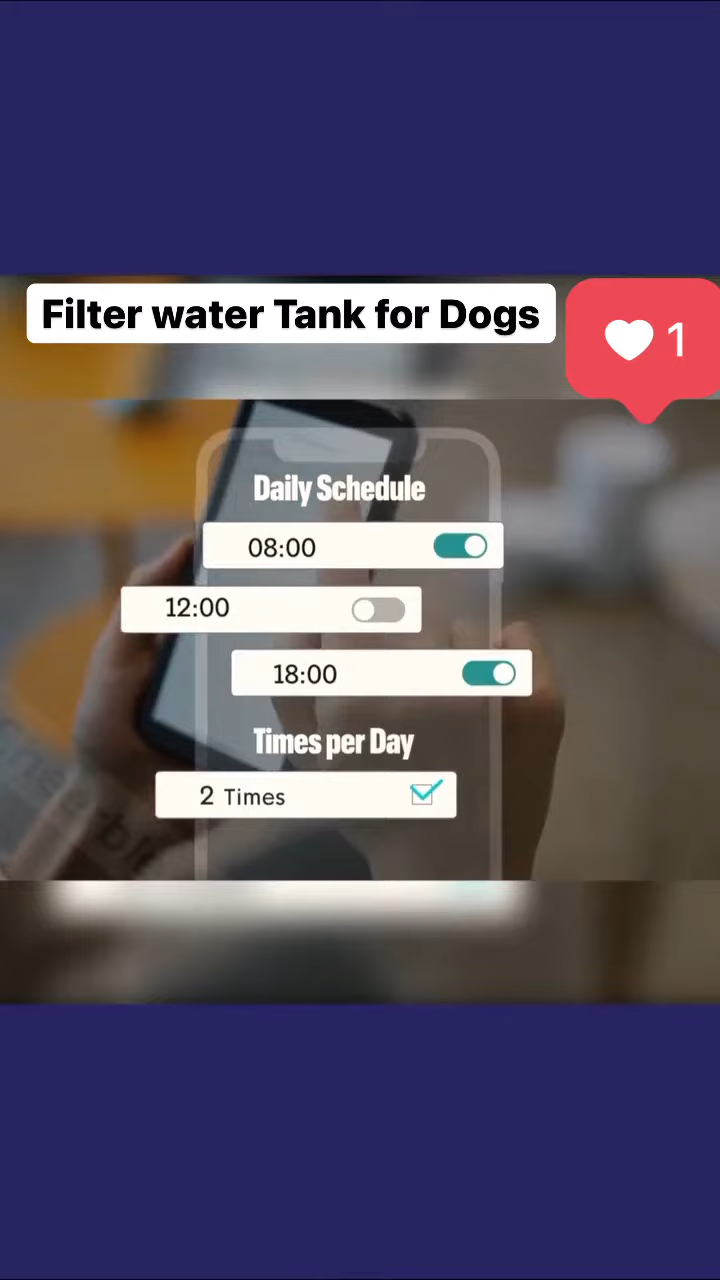 Filter water Tank for Dogs
1
Daily Schedule
08:00
12:00
18:00
Times per Day
2 Times